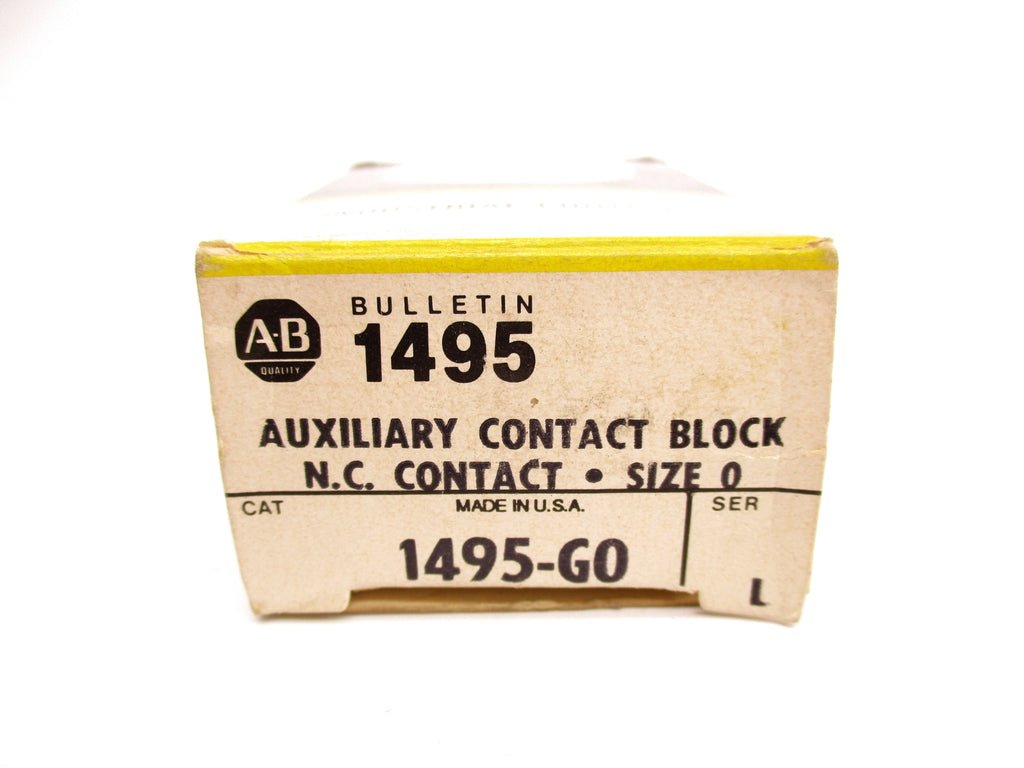 A-B
QUALITY
BULLETIN
1495
AUXILIARY CONTACT BLOCK
N.C. CONTACT • SIZE 0
CAT
MADE IN U.S.A.
SER
1495-G0
L